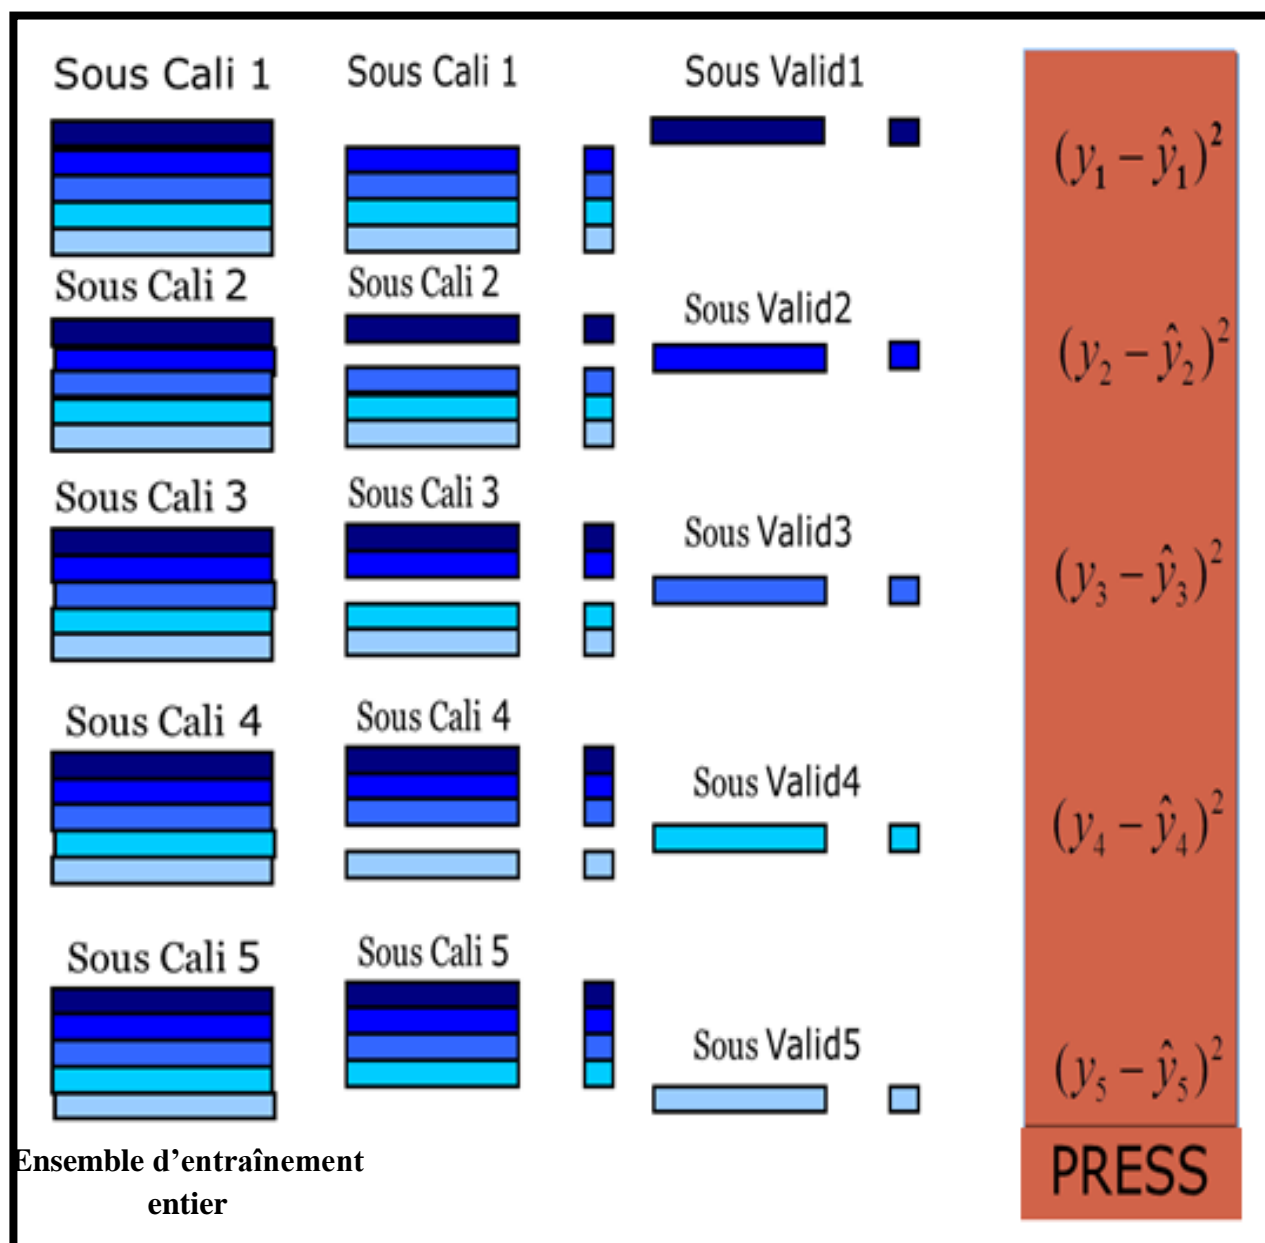 Sous Cali 1
Sous Cali 1
Sous Valid1
(y₁ − ŷ₁)²
Sous Cali 2
Sous Cali 2
Sous Valid2
(y₂ − ŷ₂)²
Sous Cali 3
Sous Cali 3
Sous Valid3
(y₃ − ŷ₃)²
Sous Cali 4
Sous Cali 4
Sous Valid4
(y₄ − ŷ₄)²
Sous Cali 5
Sous Cali 5
Sous Valid5
(y₅ − ŷ₅)²
Ensemble d’entraînement
entier
PRESS